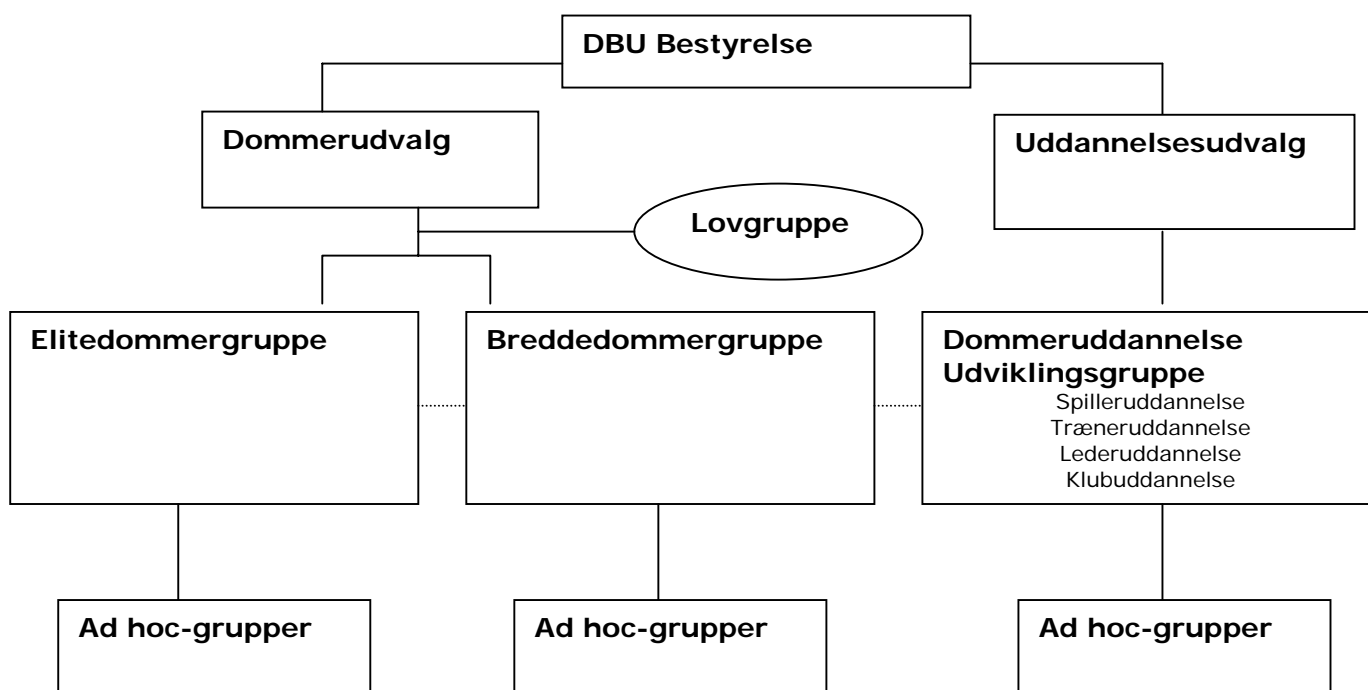 DBU Bestyrelse
Dommerudvalg
Uddannelsesudvalg
Lovgruppe
Elitedommergruppe
Breddedommergruppe
Dommeruddannelse
Udviklingsgruppe
Spilleruddannelse
Træneruddannelse
Lederuddannelse
Klubuddannelse
Ad hoc-grupper
Ad hoc-grupper
Ad hoc-grupper